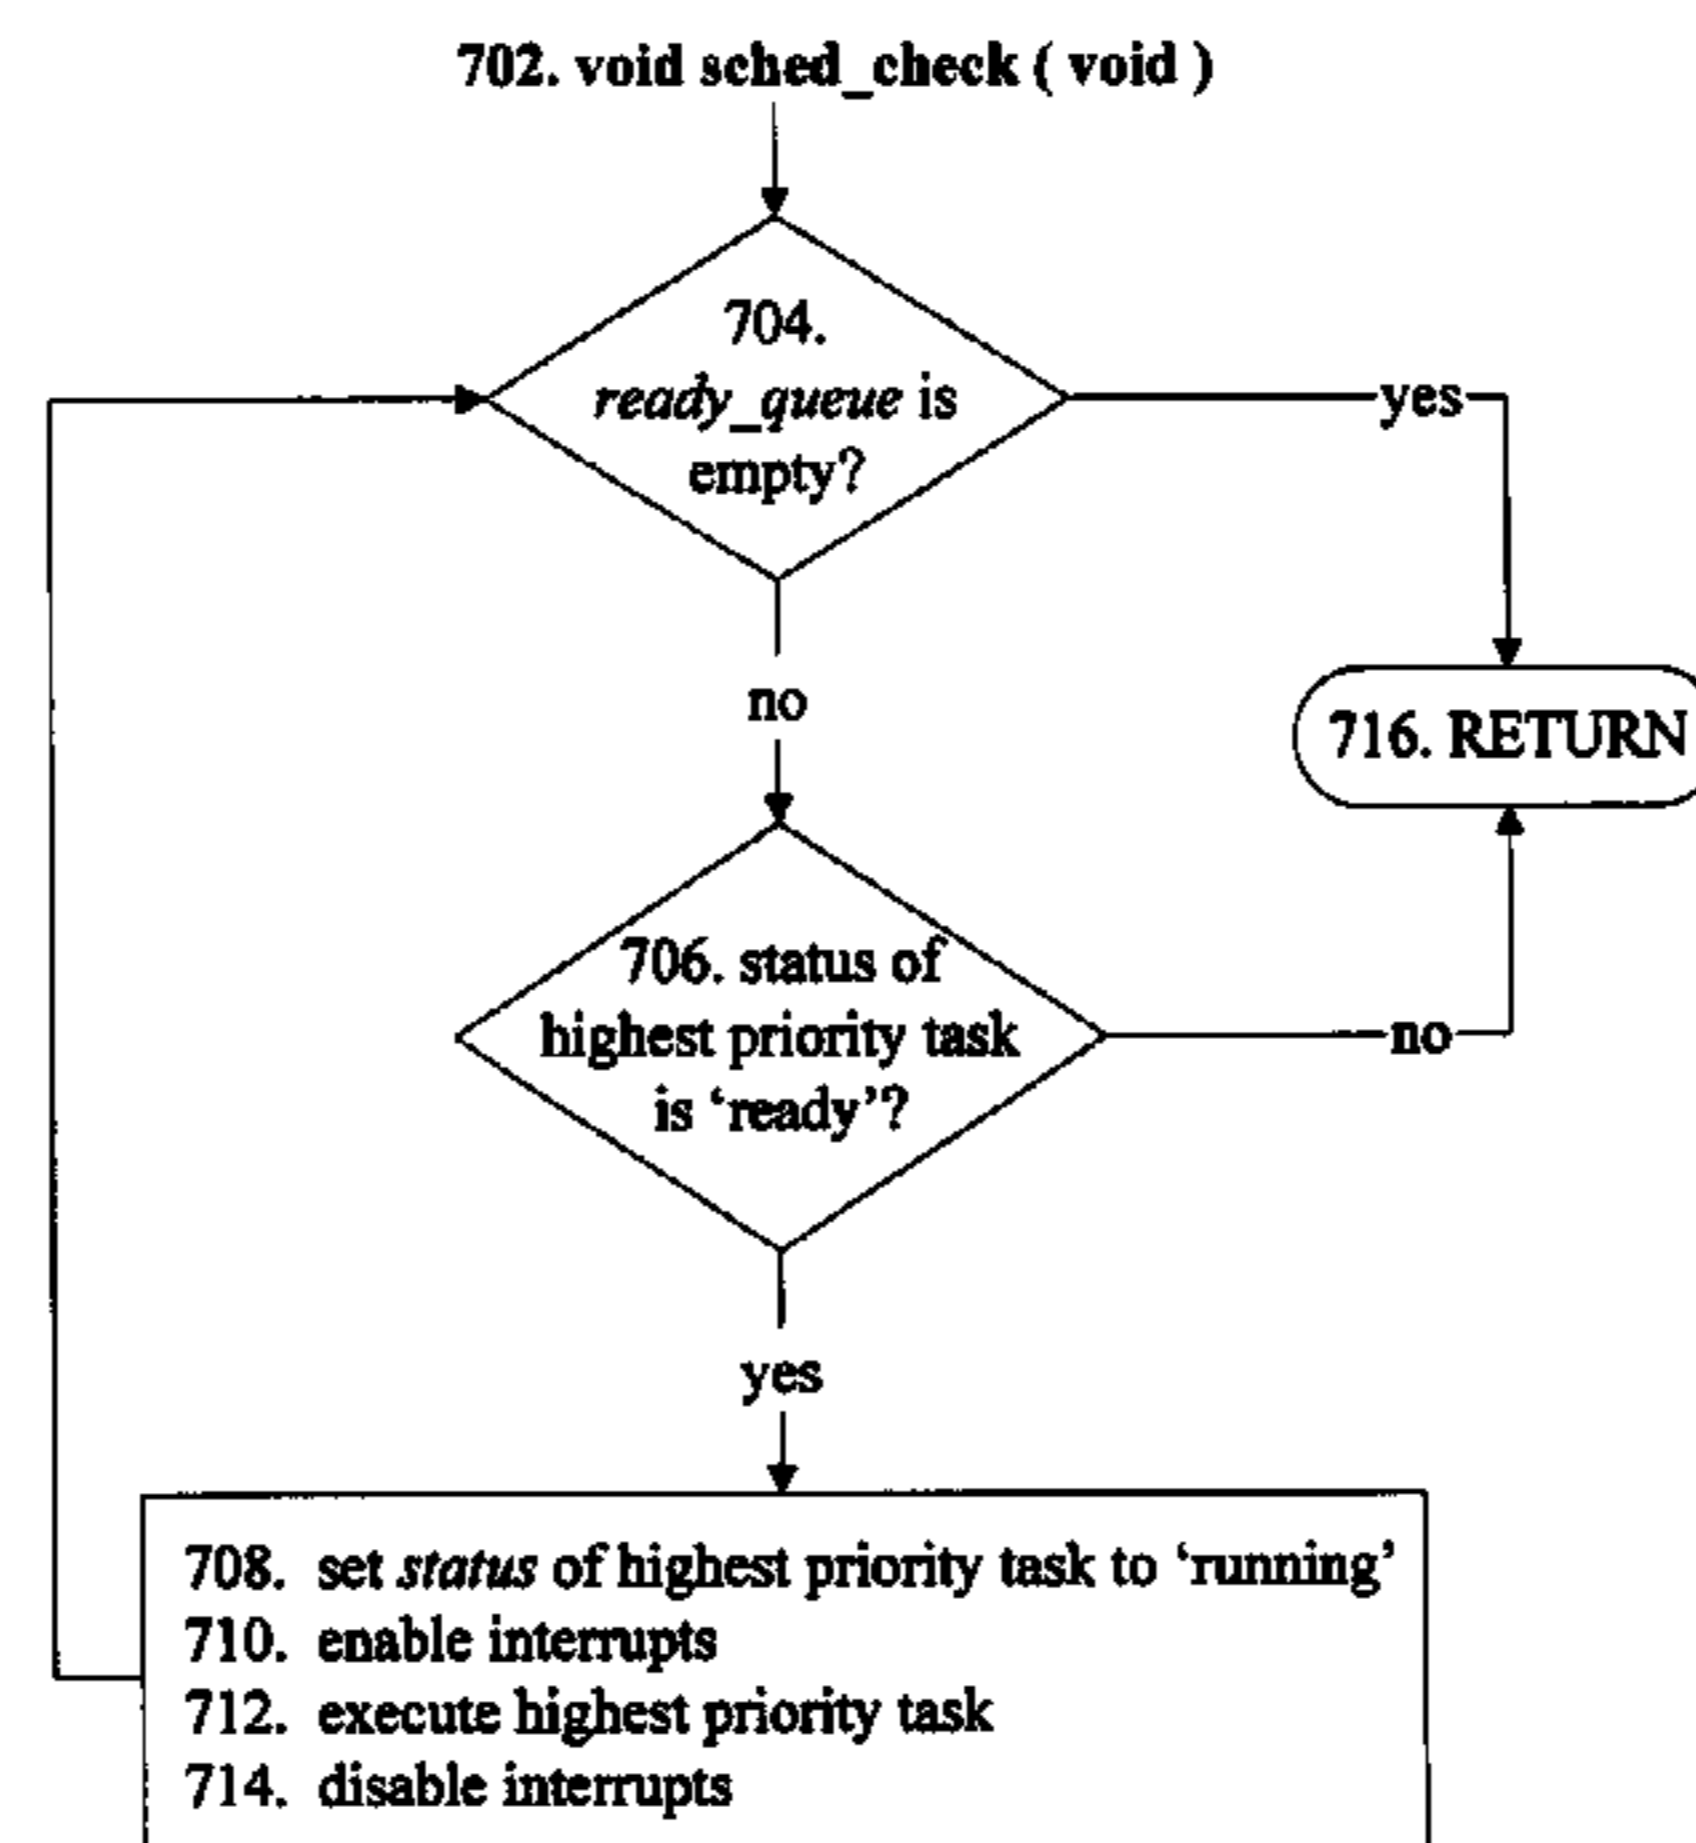 702. void sched_check ( void )
704.
ready_queue is
empty?
yes
no
716. RETURN
706. status of
highest priority task
is ‘ready’?
no
yes
708. set status of highest priority task to ‘running’
710. enable interrupts
712. execute highest priority task
714. disable interrupts